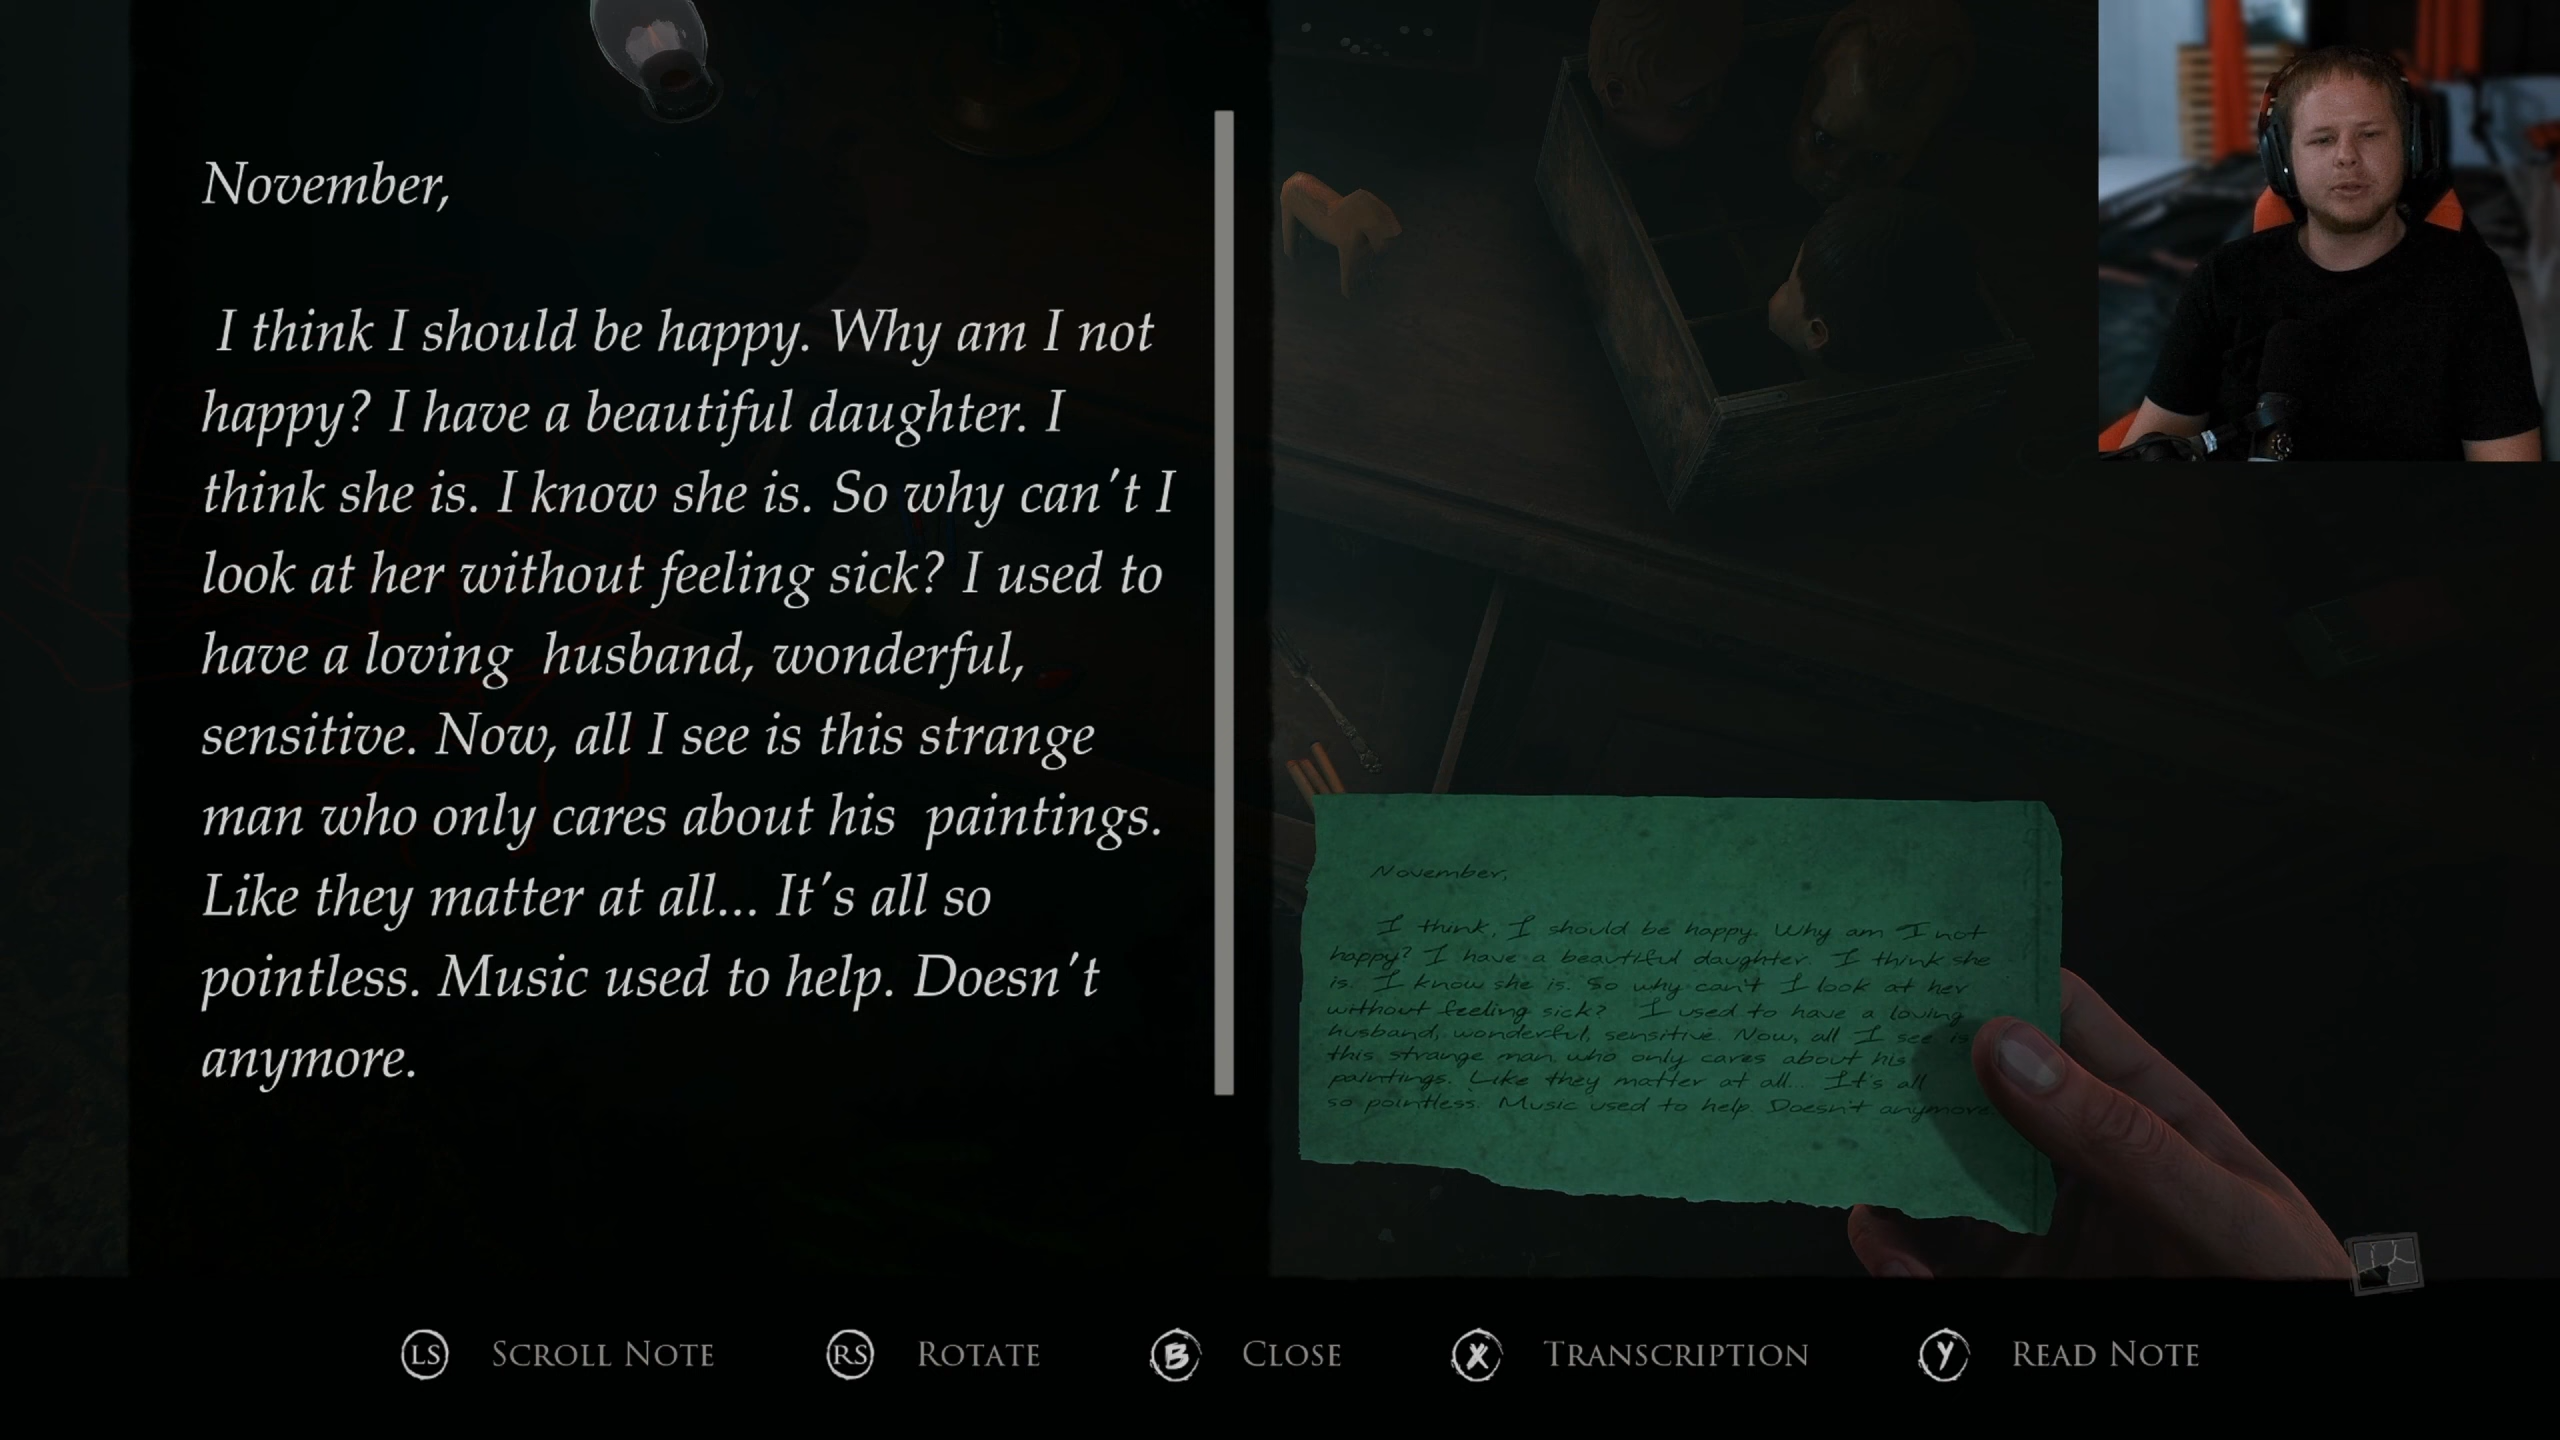 November,
I think I should be happy. Why am I not
happy? I have a beautiful daughter. I
think she is. I know she is. So why can't I
look at her without feeling sick? I used to
have a loving  husband, wonderful,
sensitive. Now, all I see is this strange
man who only cares about his  paintings.
Like they matter at all... It's all so
pointless. Music used to help. Doesn't
anymore.
November,
I think, I should be happy. Why am I not
happy? I have a beautiful daughter. I think she
is. I know she is. So why can't I look at her
without feeling sick? I used to have a loving
husband, wonderful, sensitive. Now, all I see is
this strange man who only cares about his
paintings. Like they matter at all... It's all
so pointless. Music used to help. Doesn't anymore
LS SCROLL NOTE RS ROTATE B CLOSE X TRANSCRIPTION Y READ NOTE